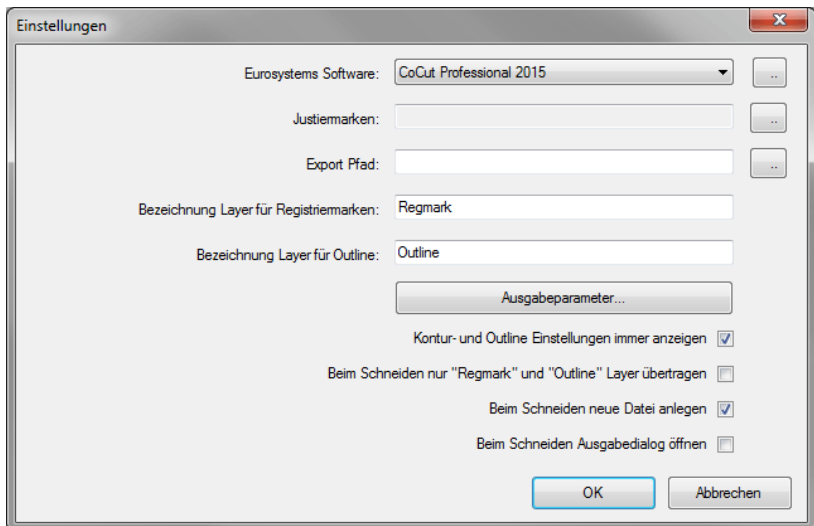 Einstellungen
Eurosystems Software: CoCut Professional 2015 ..
Justiermarken: ..
Export Pfad: ..
Bezeichnung Layer für Registriermarken: Regmark
Bezeichnung Layer für Outline: Outline
Ausgabeparameter...
Kontur- und Outline Einstellungen immer anzeigen
Beim Schneiden nur "Regmark" und "Outline" Layer übertragen
Beim Schneiden neue Datei anlegen
Beim Schneiden Ausgabedialog öffnen
OK Abbrechen